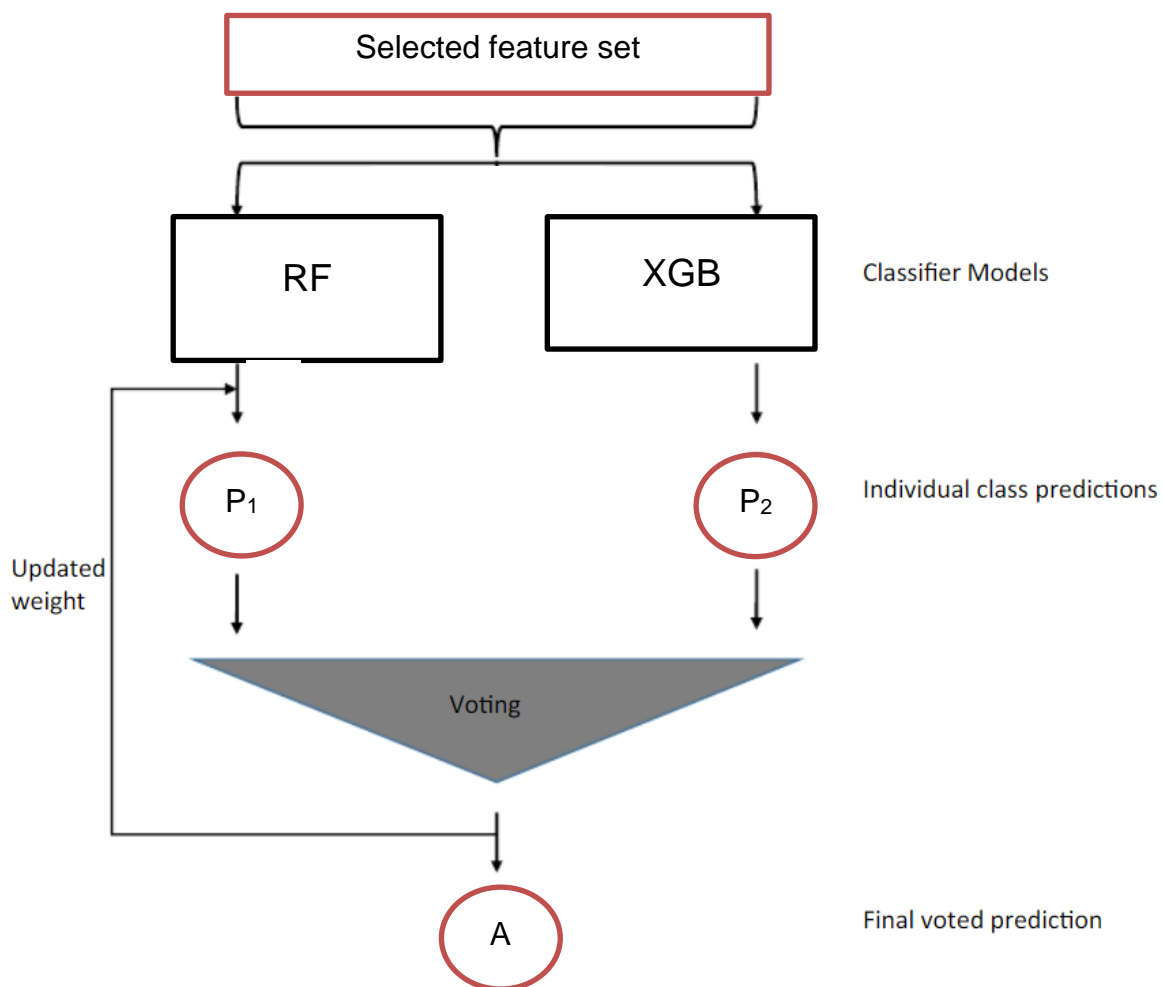 Selected feature set
RF
XGB
Classifier Models
P1
P2
Individual class predictions
Updated
weight
Voting
A
Final voted prediction